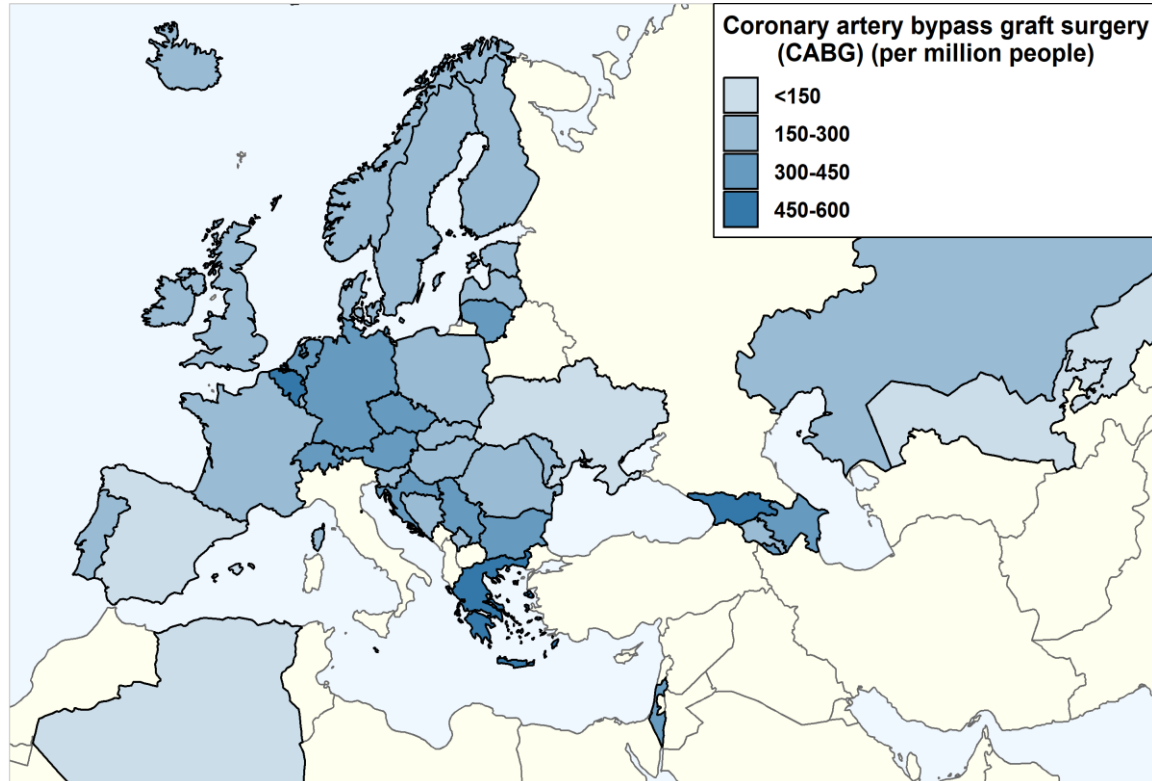 Coronary artery bypass graft surgery
(CABG) (per million people)
<150
150-300
300-450
450-600